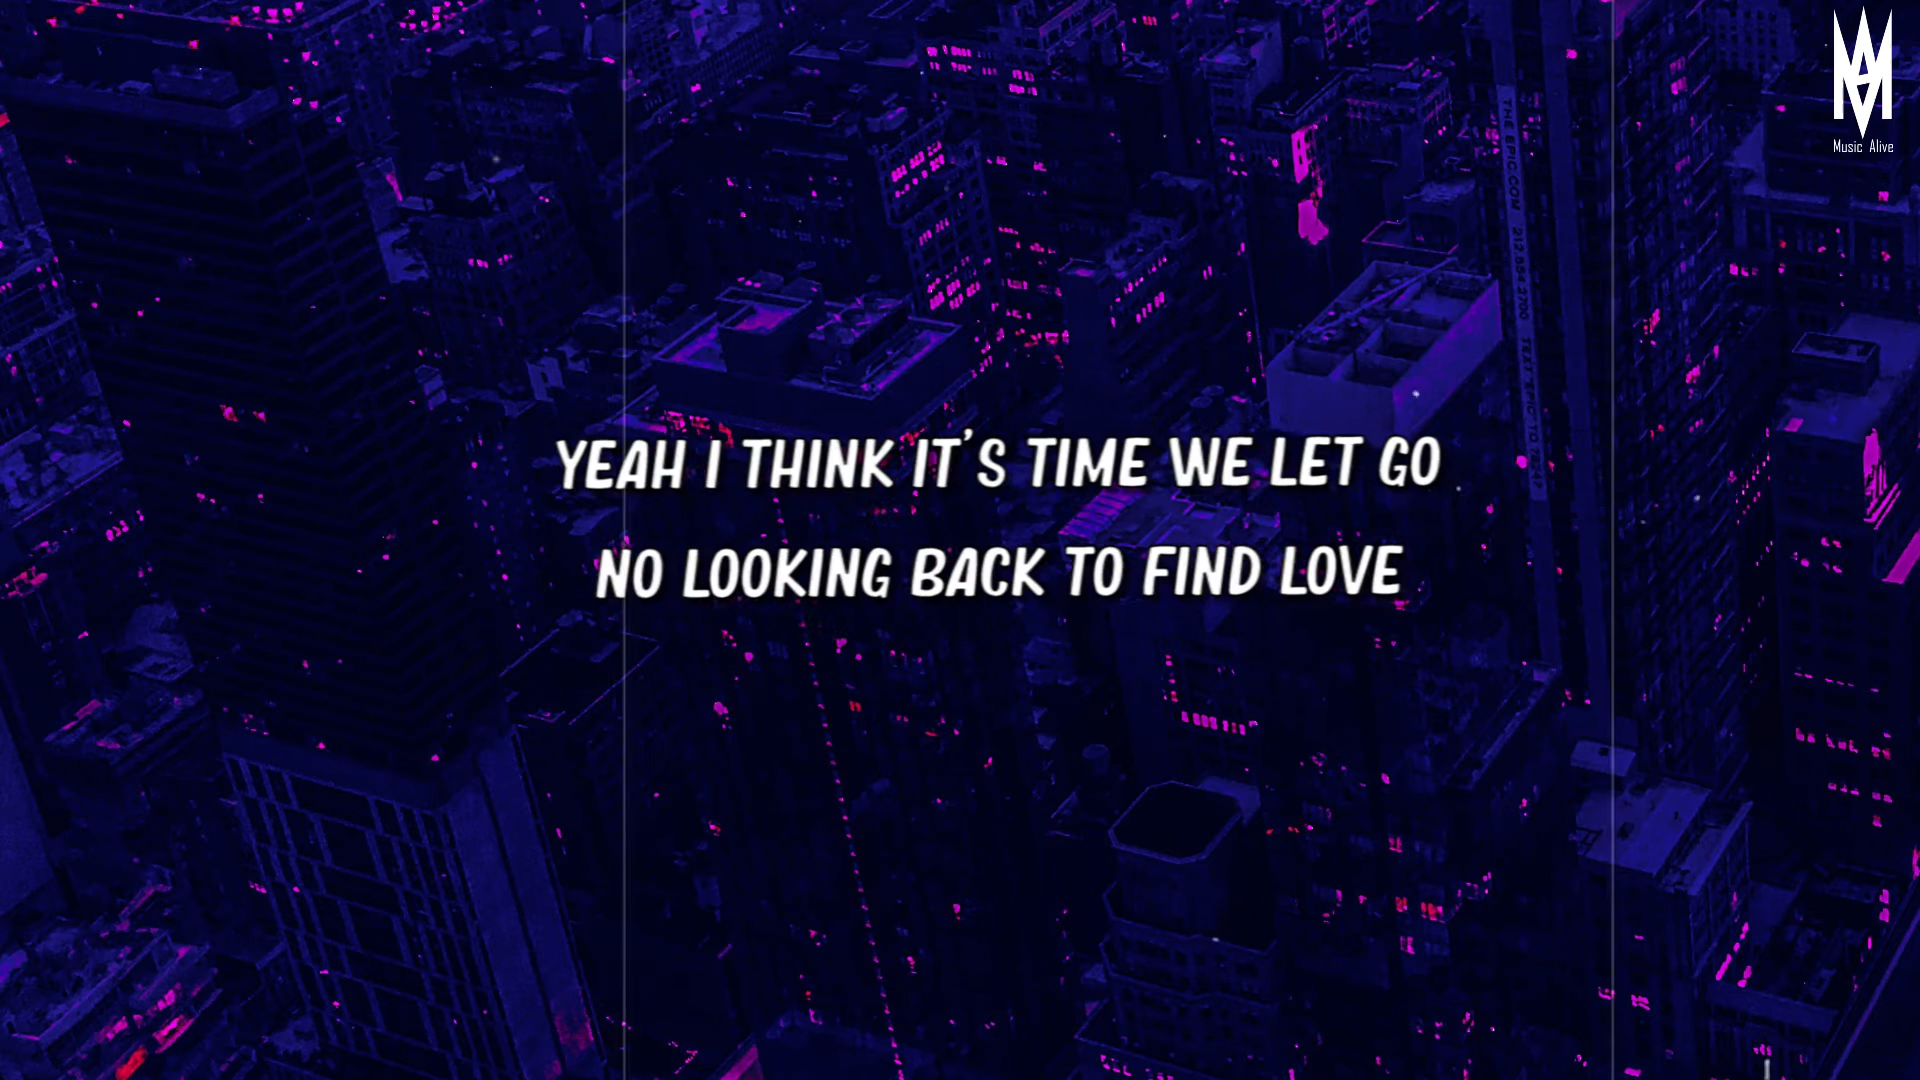 Music Alive
YEAH I THINK IT'S TIME WE LET GO
NO LOOKING BACK TO FIND LOVE